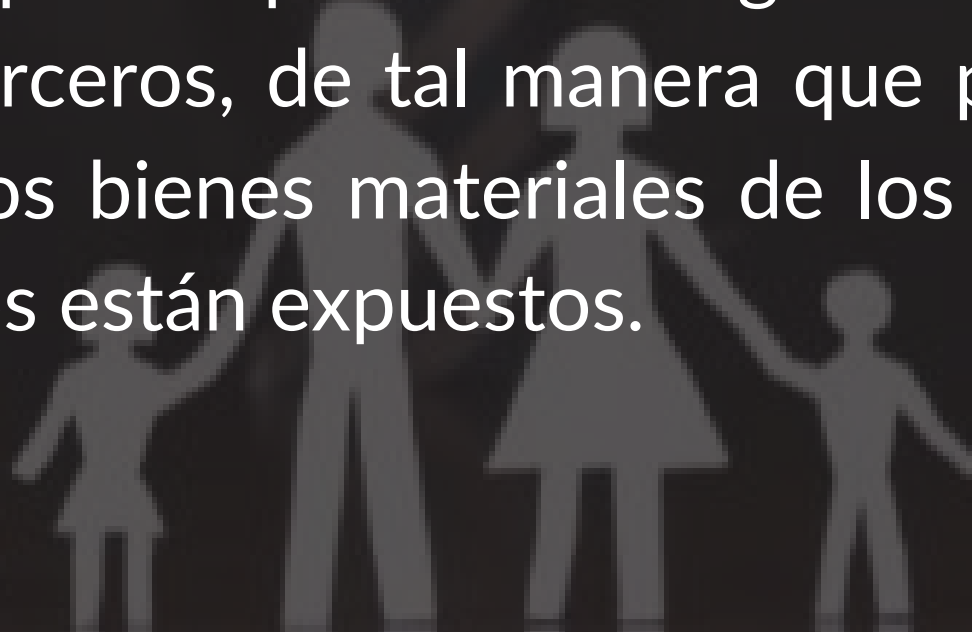 rceros, de tal manera que p
os bienes materiales de los
s están expuestos.